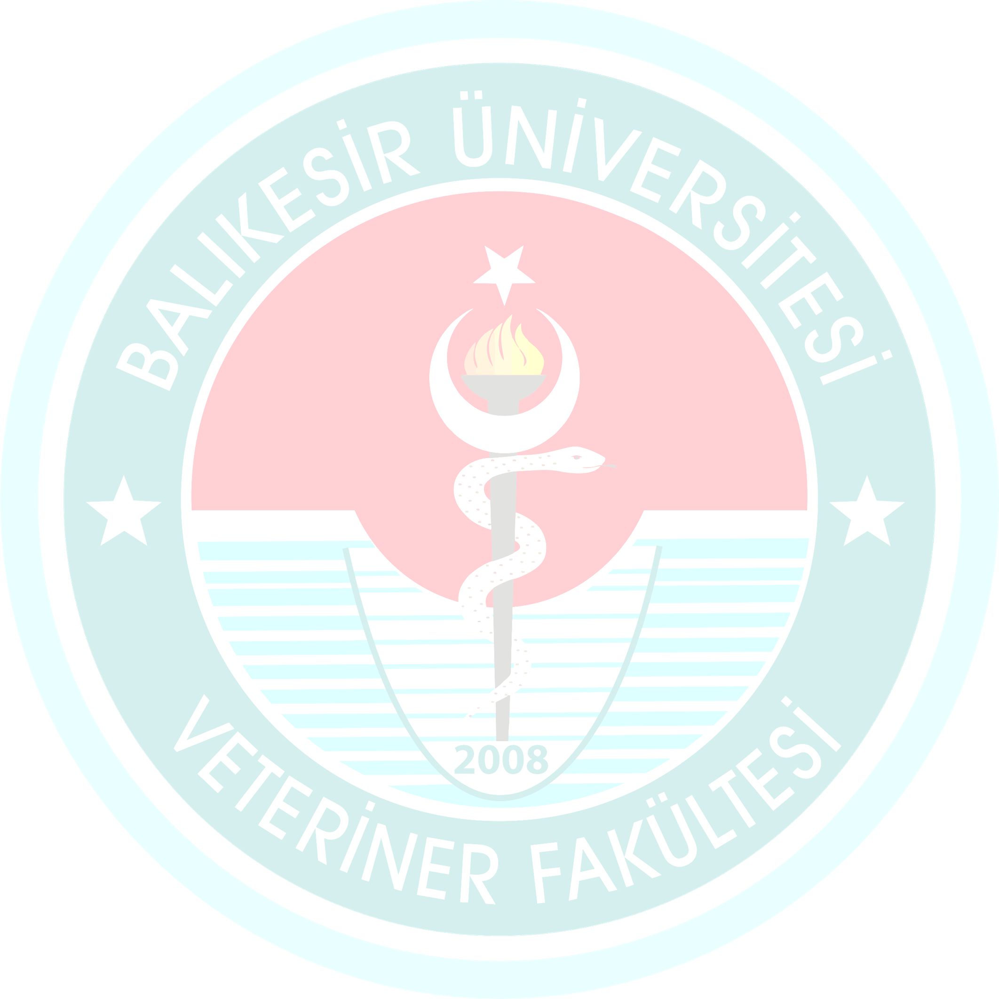 BALIKESİR ÜNİVERSİTESİ
2008
VETERİNER FAKÜLTESİ